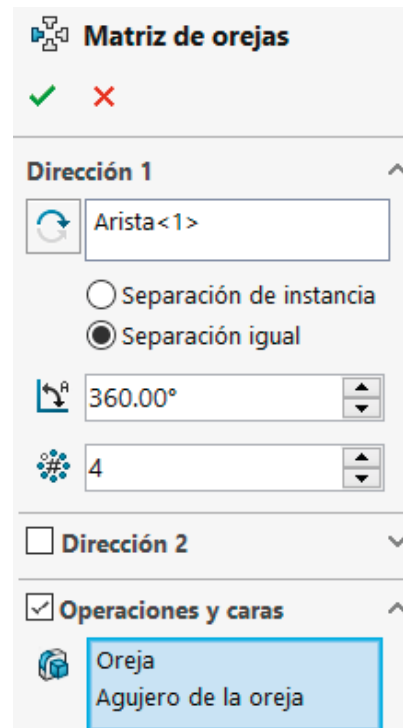 Matriz de orejas
Dirección 1
Arista<1>
Separación de instancia
Separación igual
360.00°
4
Dirección 2
Operaciones y caras
Oreja
Agujero de la oreja